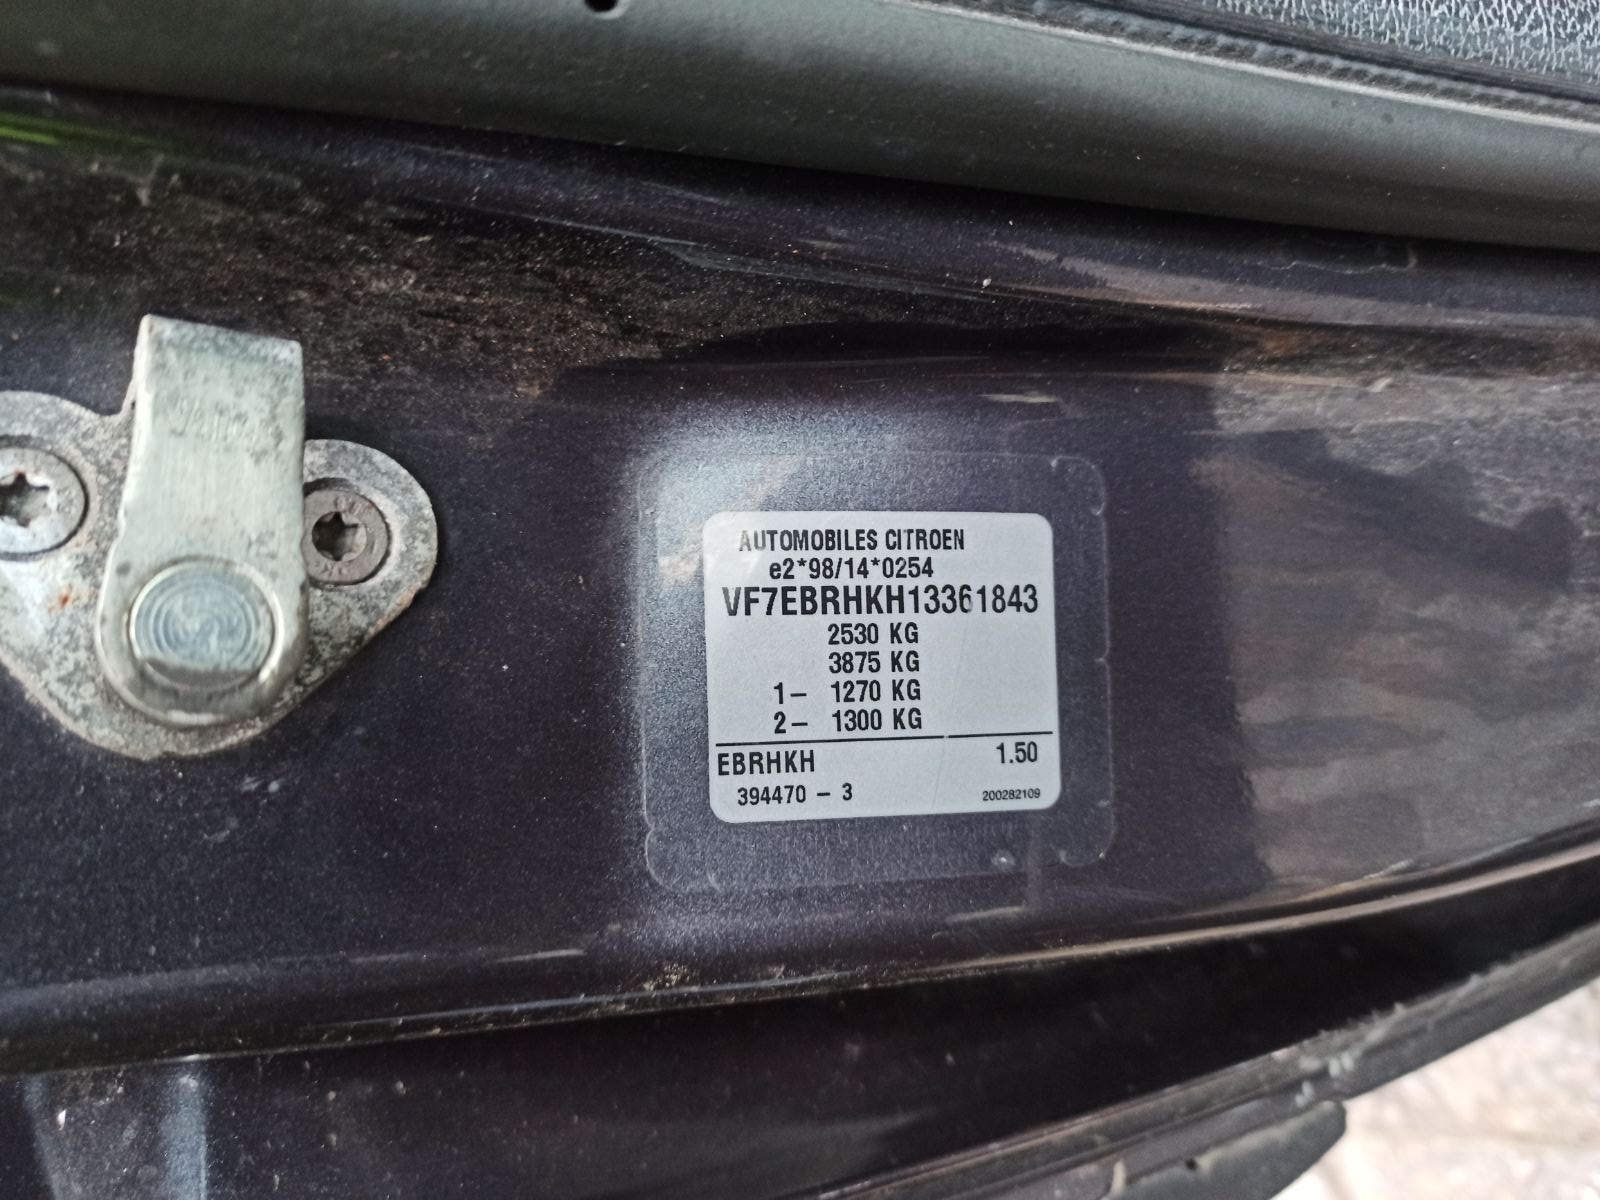 AUTOMOBILES CITROEN
e2*98/14*0254
VF7EBRHKH13361843
2530 KG
3875 KG
1- 1270 KG
2- 1300 KG
EBRHKH 1.50
394470 - 3 200282109